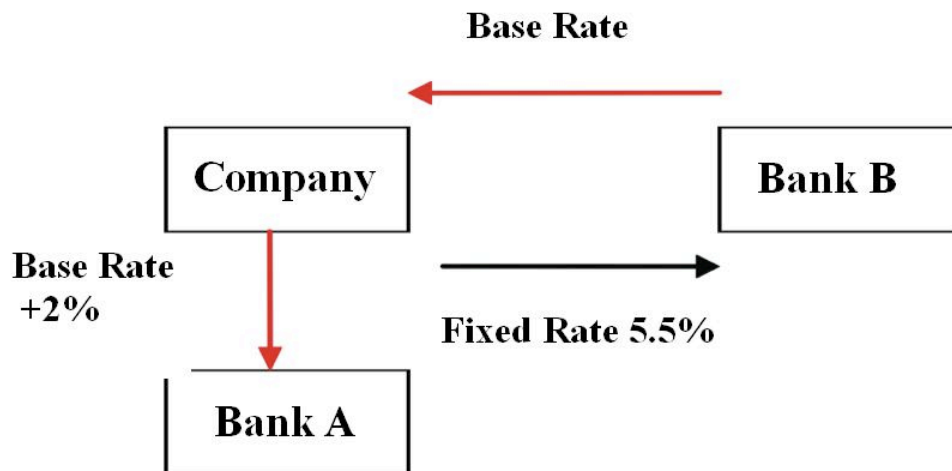 Base Rate
Company
Bank B
Base Rate
+2%
Fixed Rate 5.5%
Bank A